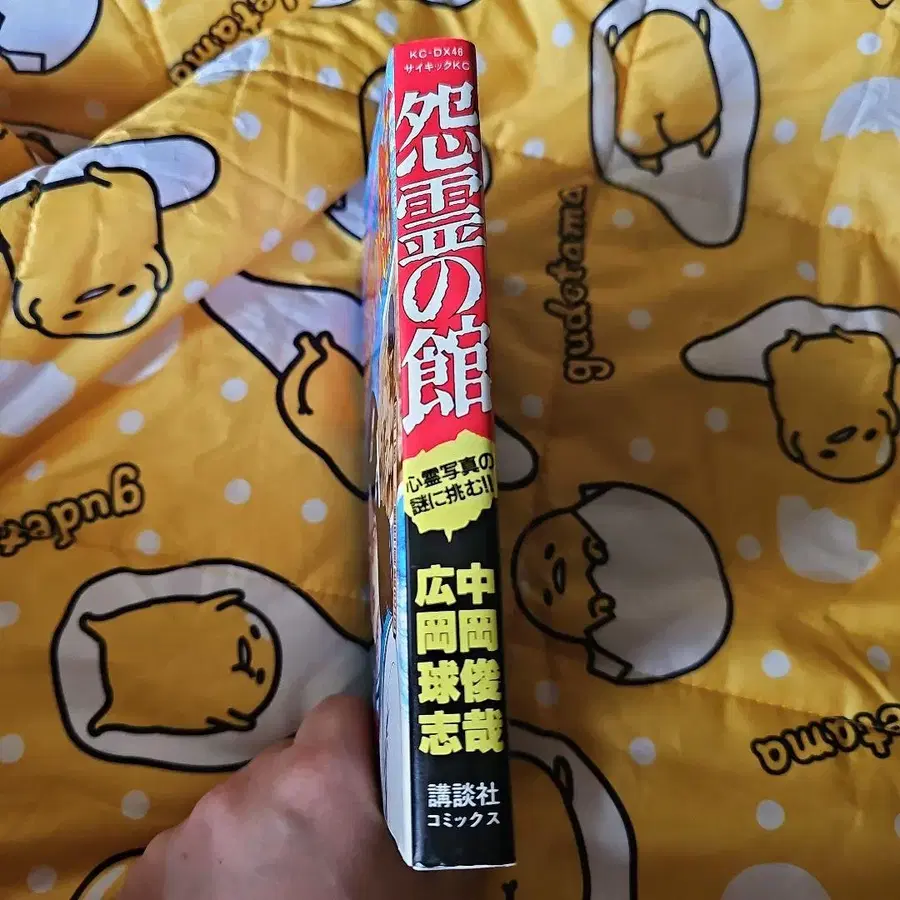 KC-DX48
サイキックKC
怨霊の館
心霊写真の
謎に挑む!!
中岡俊哉
広岡球志
講談社
コミックス
gudetama
gudetama
gudet
gudetama